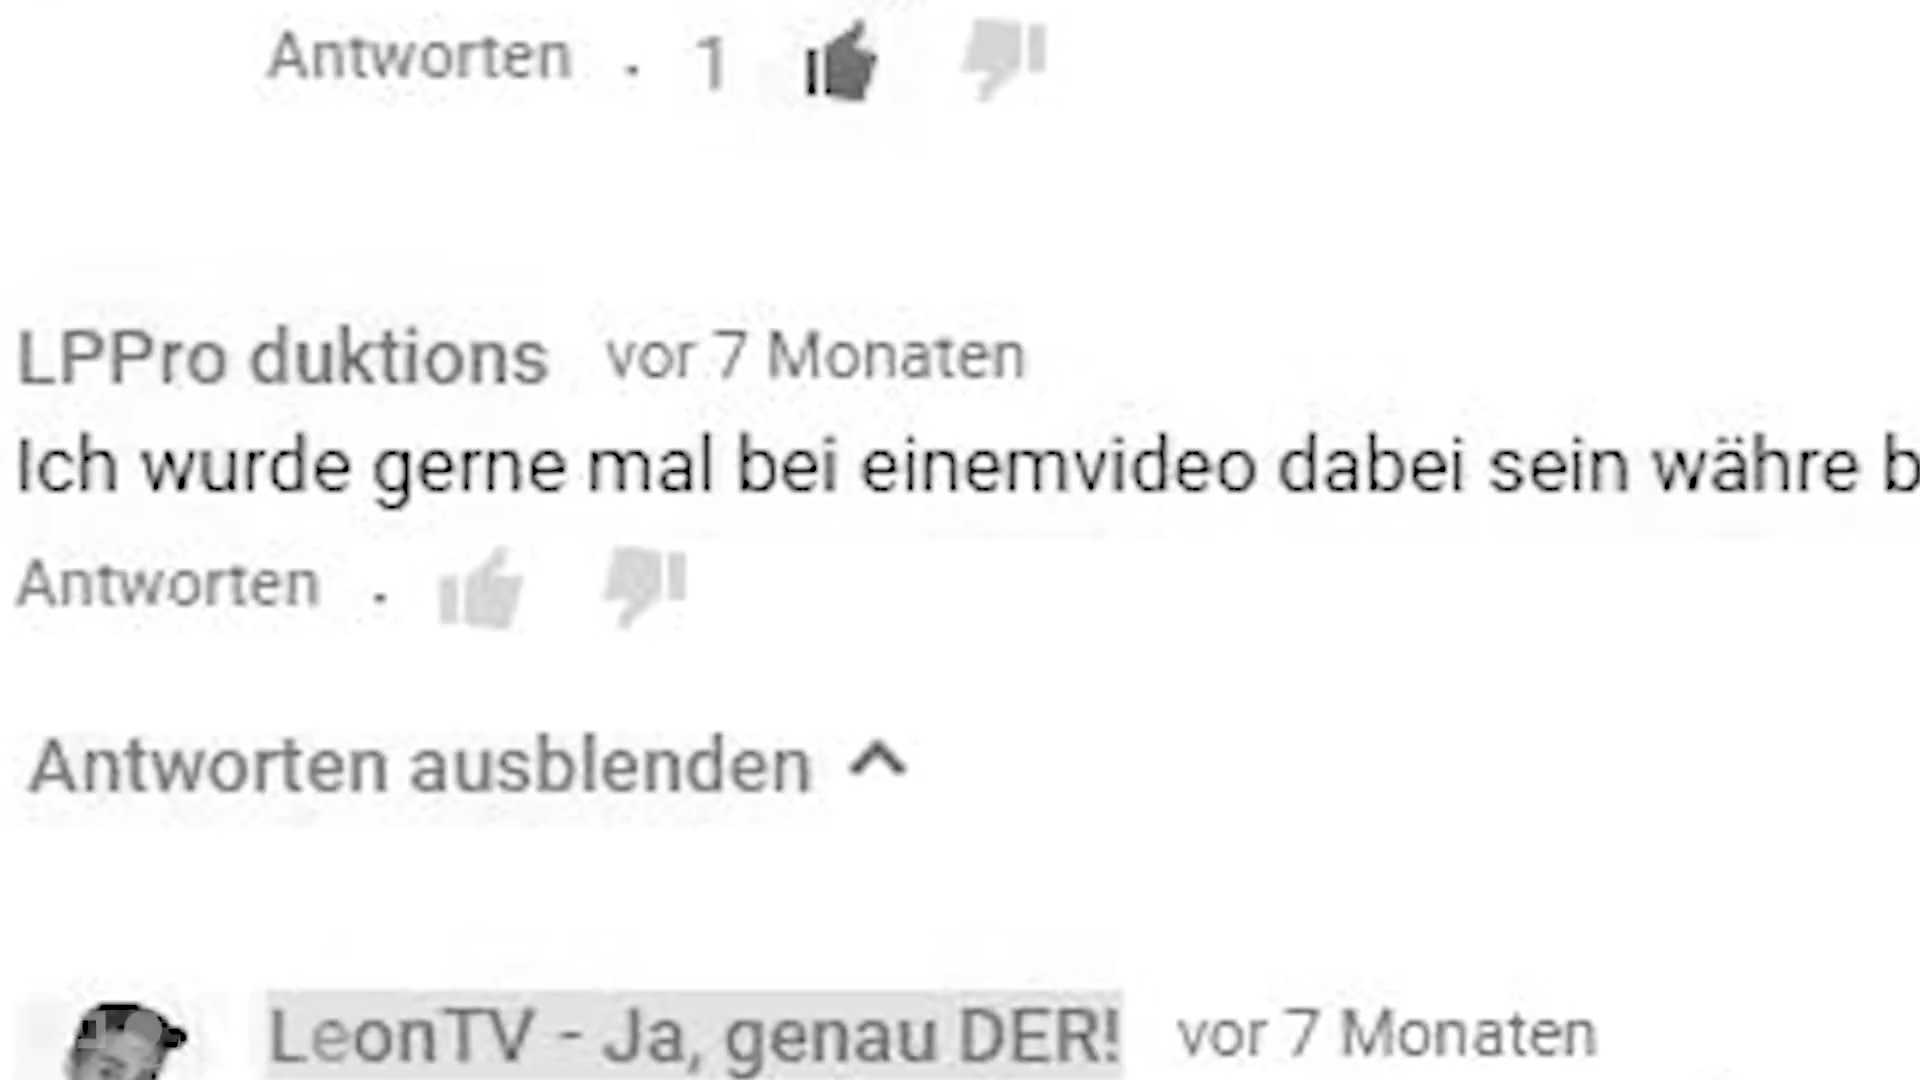 Antworten . 1
LPPro duktions vor 7 Monaten
Ich wurde gerne mal bei einemvideo dabei sein währe b
Antworten .
Antworten ausblenden
LeonTV - Ja, genau DER! vor 7 Monaten